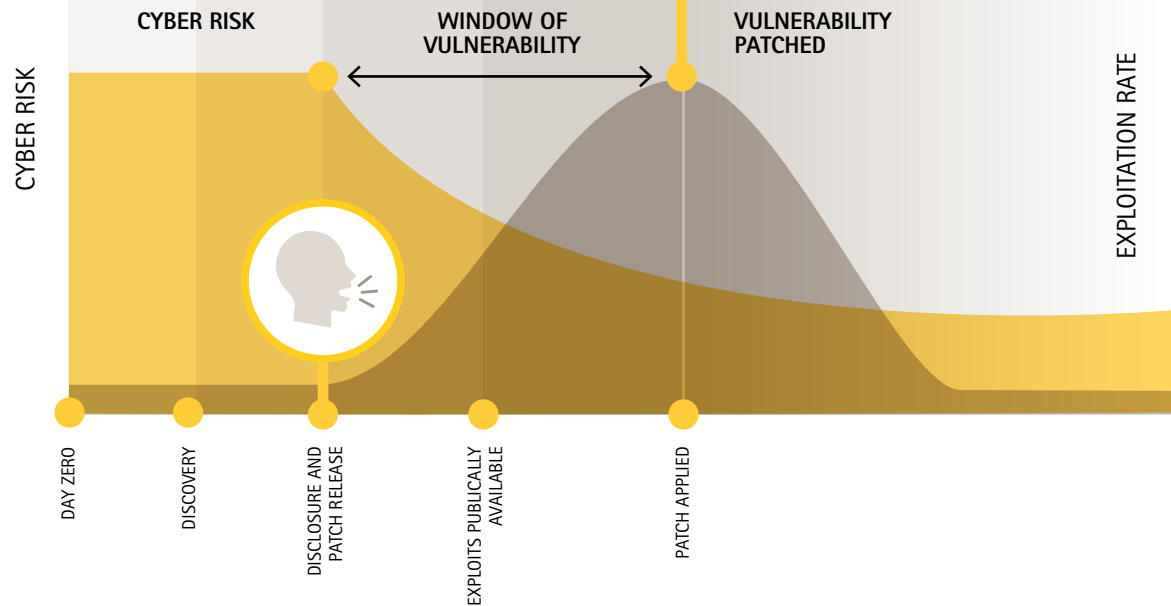 CYBER RISK
WINDOW OF
VULNERABILITY
VULNERABILITY
PATCHED
CYBER RISK
EXPLOITATION RATE
DAY ZERO
DISCOVERY
DISCLOSURE AND
PATCH RELEASE
EXPLOITS PUBLICALLY
AVAILABLE
PATCH APPLIED